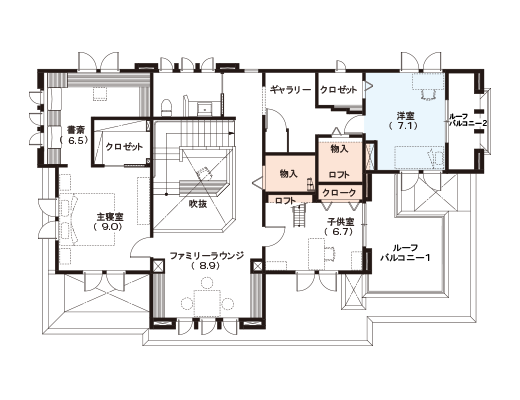 ギャラリー
クロゼット
洋室
( 7.1)
ルーフ
バルコニー2
書斎
( 6.5)
クロゼット
物入
ロフト
物入
クローク
ロフト
吹抜
主寝室
( 9.0)
子供室
( 6.7)
ファミリーラウンジ
( 8.9)
ルーフ
バルコニー1